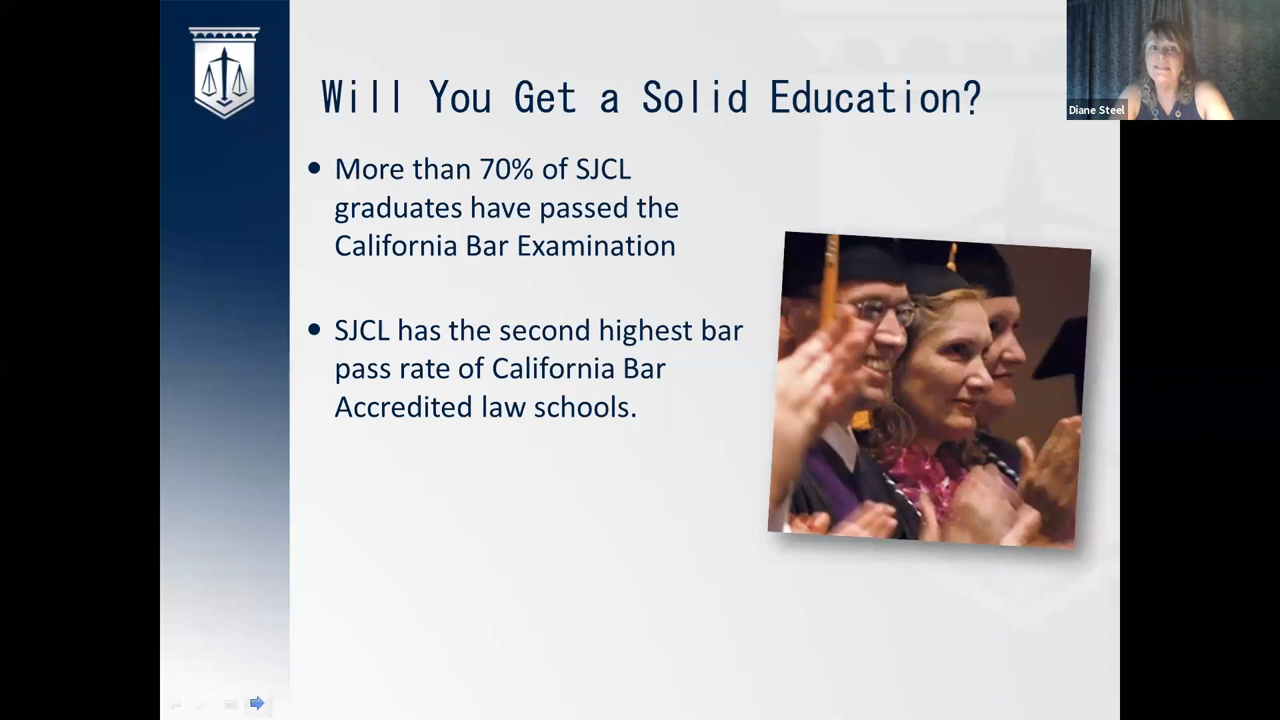 Will You Get a Solid Education?
• More than 70% of SJCL
graduates have passed the
California Bar Examination
• SJCL has the second highest bar
pass rate of California Bar
Accredited law schools.
Diane Steel